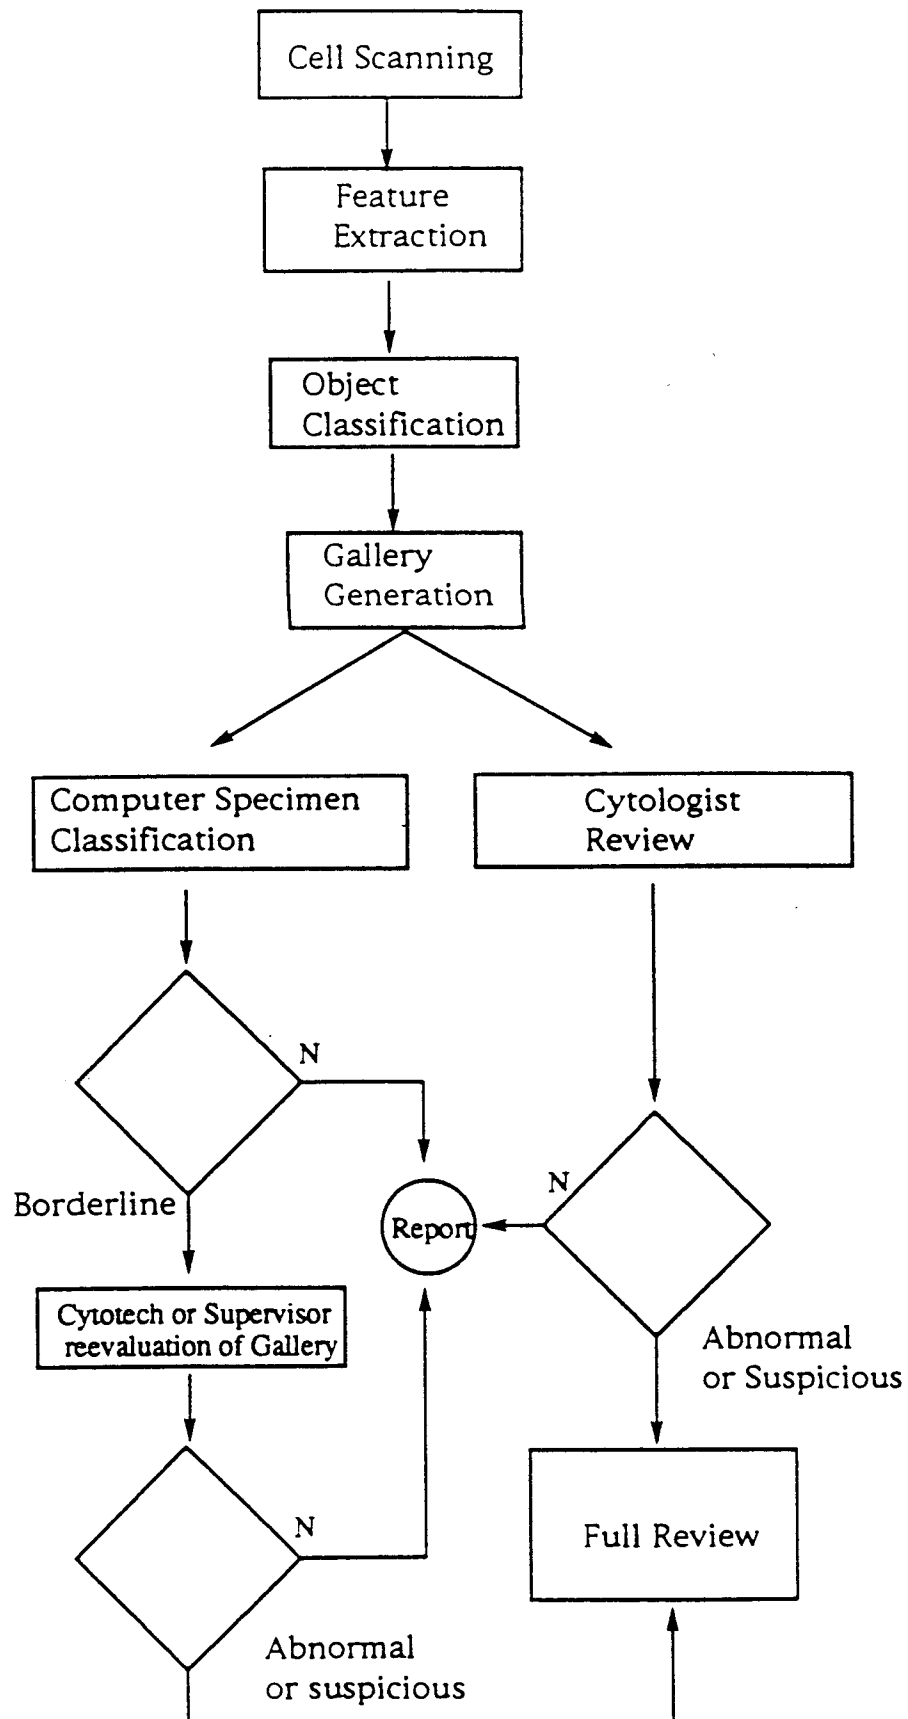 Cell Scanning
Feature
Extraction
Object
Classification
Gallery
Generation
Computer Specimen
Classification
Cytologist
Review
N
Borderline
Report
N
Cytotech or Supervisor
reevaluation of Gallery
Abnormal
or Suspicious
N
Full Review
Abnormal
or suspicious